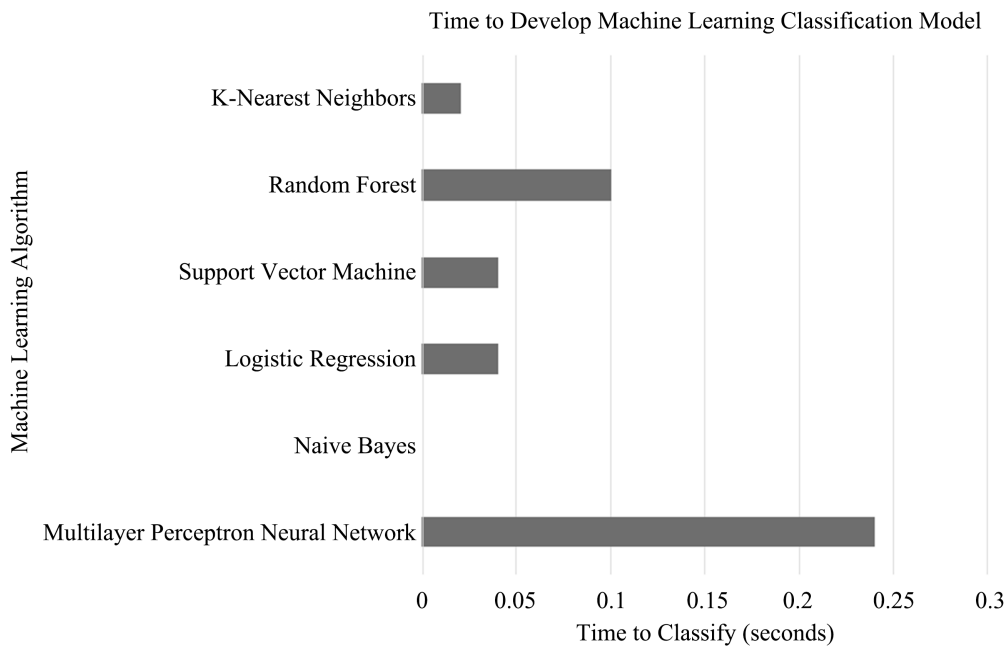 Time to Develop Machine Learning Classification Model
Machine Learning Algorithm
K-Nearest Neighbors
Random Forest
Support Vector Machine
Logistic Regression
Naive Bayes
Multilayer Perceptron Neural Network
0 0.05 0.1 0.15 0.2 0.25 0.3
Time to Classify (seconds)